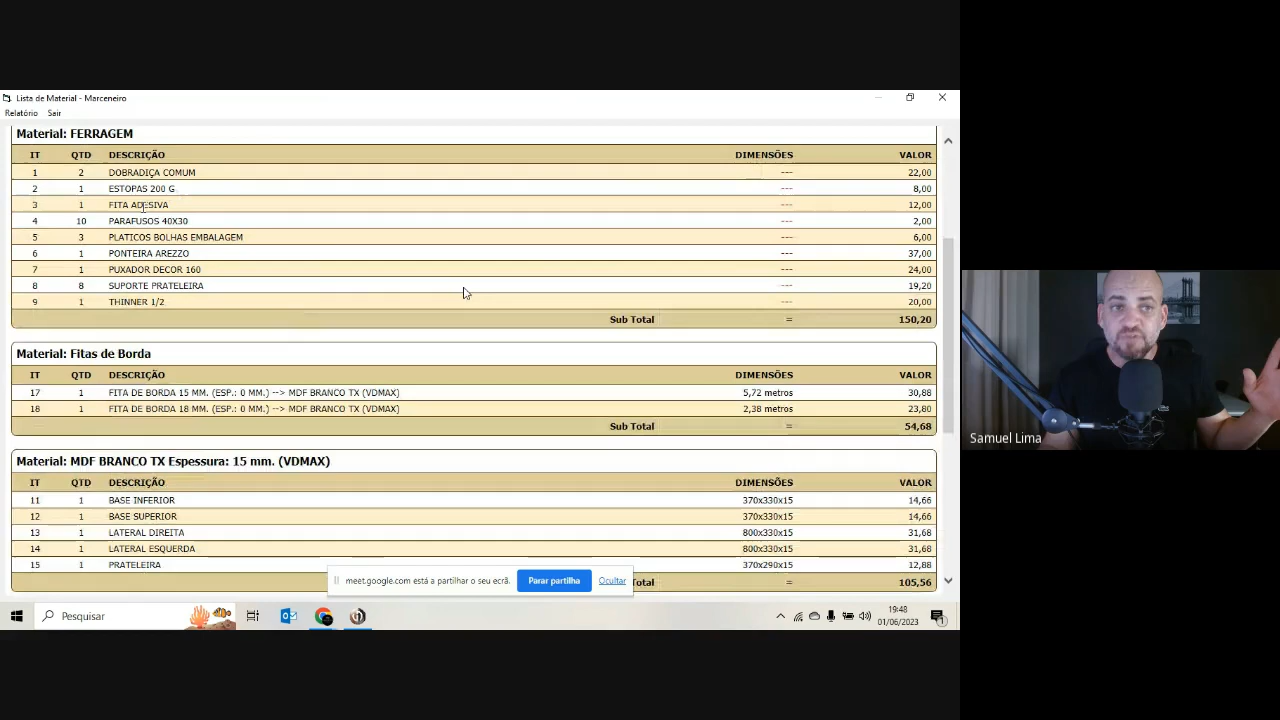 Lista de Material - Marceneiro
Relatório Sair
Material: FERRAGEM
IT QTD DESCRIÇÃO DIMENSÕES VALOR
1 2 DOBRADIÇA COMUM --- 22,00
2 1 ESTOPAS 200 G --- 8,00
3 1 FITA ADESIVA --- 12,00
4 10 PARAFUSOS 40X30 --- 2,00
5 3 PLATICOS BOLHAS EMBALAGEM --- 6,00
6 1 PONTEIRA AREZZO --- 37,00
7 1 PUXADOR DECOR 160 --- 24,00
8 8 SUPORTE PRATELEIRA --- 19,20
9 1 THINNER 1/2 --- 20,00
Sub Total = 150,20
Material: Fitas de Borda
IT QTD DESCRIÇÃO DIMENSÕES VALOR
17 1 FITA DE BORDA 15 MM. (ESP.: 0 MM.) --> MDF BRANCO TX (VDMAX) 5,72 metros 30,88
18 1 FITA DE BORDA 18 MM. (ESP.: 0 MM.) --> MDF BRANCO TX (VDMAX) 2,38 metros 23,80
Sub Total = 54,68
Material: MDF BRANCO TX Espessura: 15 mm. (VDMAX)
IT QTD DESCRIÇÃO DIMENSÕES VALOR
11 1 BASE INFERIOR 370x330x15 14,66
12 1 BASE SUPERIOR 370x330x15 14,66
13 1 LATERAL DIREITA 800x330x15 31,68
14 1 LATERAL ESQUERDA 800x330x15 31,68
15 1 PRATELEIRA 370x290x15 12,88
Total = 105,56
meet.google.com está a partilhar o seu ecrã. Parar partilha Ocultar
Pesquisar
19:48
01/06/2023
1
Samuel Lima